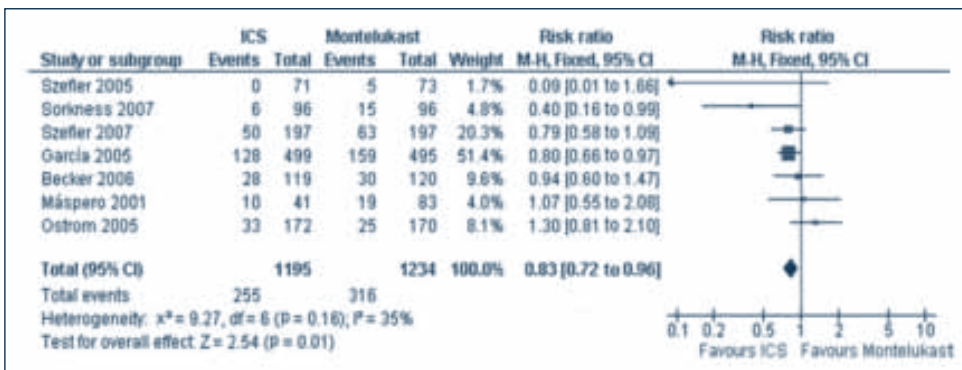 ICS Montelukast Risk ratio Risk ratio
Study or subgroup Events Total Events Total Weight M-H, Fixed, 95% CI M-H, Fixed, 95% CI
Szefler 2005 0 71 5 73 1.7% 0.09 [0.01 to 1.66]
Sorkness 2007 6 96 15 96 4.8% 0.40 [0.16 to 0.99]
Szefler 2007 50 197 63 197 20.3% 0.79 [0.58 to 1.09]
García 2005 128 499 159 495 51.4% 0.80 [0.66 to 0.97]
Becker 2006 28 119 30 120 9.6% 0.94 [0.60 to 1.47]
Máspero 2001 10 41 19 83 4.0% 1.07 [0.55 to 2.08]
Ostrom 2005 33 172 25 170 8.1% 1.30 [0.81 to 2.10]
Total (95% CI) 1195 1234 100.0% 0.83 [0.72 to 0.96]
Total events 255 316
Heterogeneity: x² = 9.27, df = 6 (p = 0.16); I² = 35%
Test for overall effect Z = 2.54 (p = 0.01)
0.1 0.2 0.5 1 2 5 10
Favours ICS Favours Montelukast